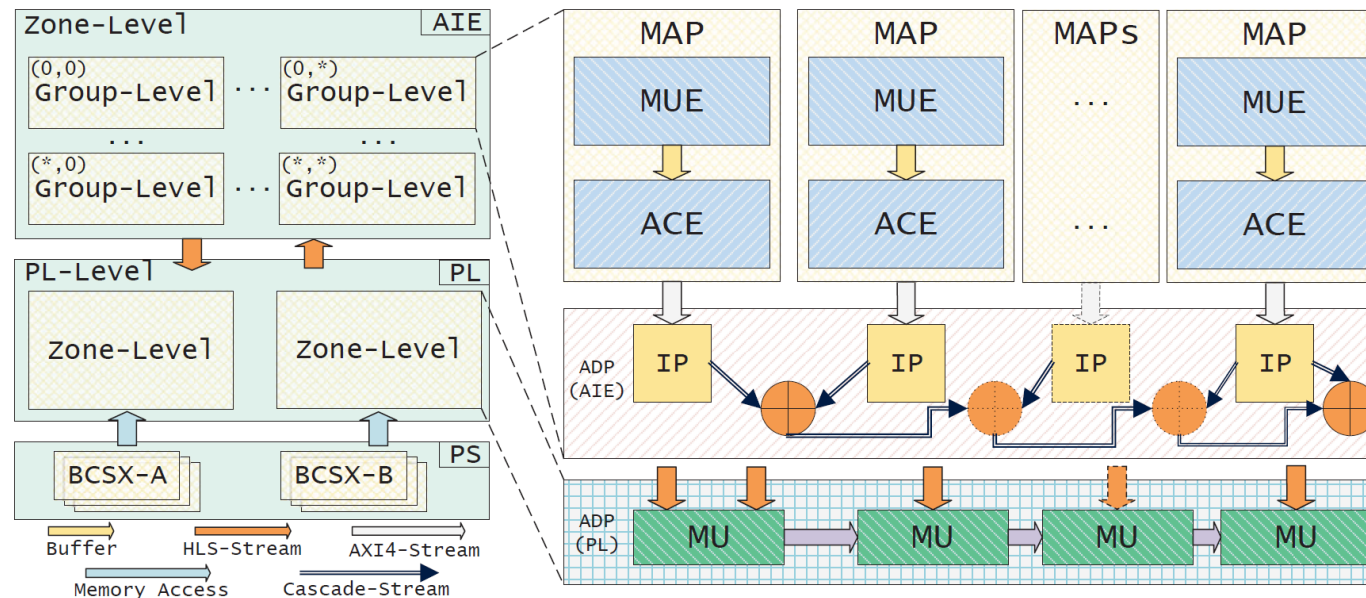 Zone-Level AIE
(0,0) Group-Level ... (0,*) Group-Level
... ...
(*,0) Group-Level ... (*,*) Group-Level
PL-Level PL
Zone-Level Zone-Level
PS
BCSX-A BCSX-B
Buffer HLS-Stream AXI4-Stream
Memory Access Cascade-Stream
MAP MAP MAPs MAP
MUE MUE ... MUE
ACE ACE ... ACE
ADP (AIE) IP IP IP IP
ADP (PL) MU MU MU MU